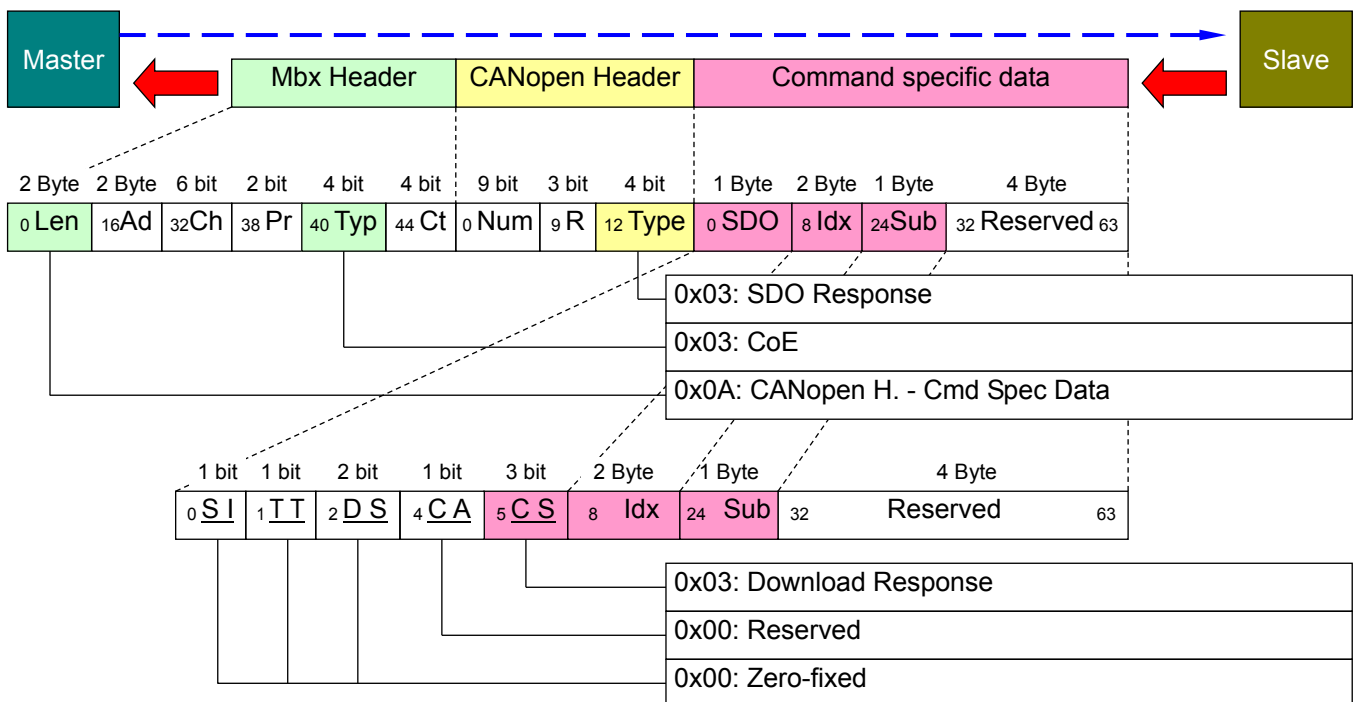 Master
Slave
Mbx Header CANopen Header Command specific data
2 Byte 2 Byte 6 bit 2 bit 4 bit 4 bit 9 bit 3 bit 4 bit 1 Byte 2 Byte 1 Byte 4 Byte
0 Len 16 Ad 32 Ch 38 Pr 40 Typ 44 Ct 0 Num 9 R 12 Type 0 SDO 8 Idx 24 Sub 32 Reserved 63
0x03: SDO Response
0x03: CoE
0x0A: CANopen H. - Cmd Spec Data
1 bit 1 bit 2 bit 1 bit 3 bit 2 Byte 1 Byte 4 Byte
0 S I 1 T T 2 D S 4 C A 5 C S 8 Idx 24 Sub 32 Reserved 63
0x03: Download Response
0x00: Reserved
0x00: Zero-fixed